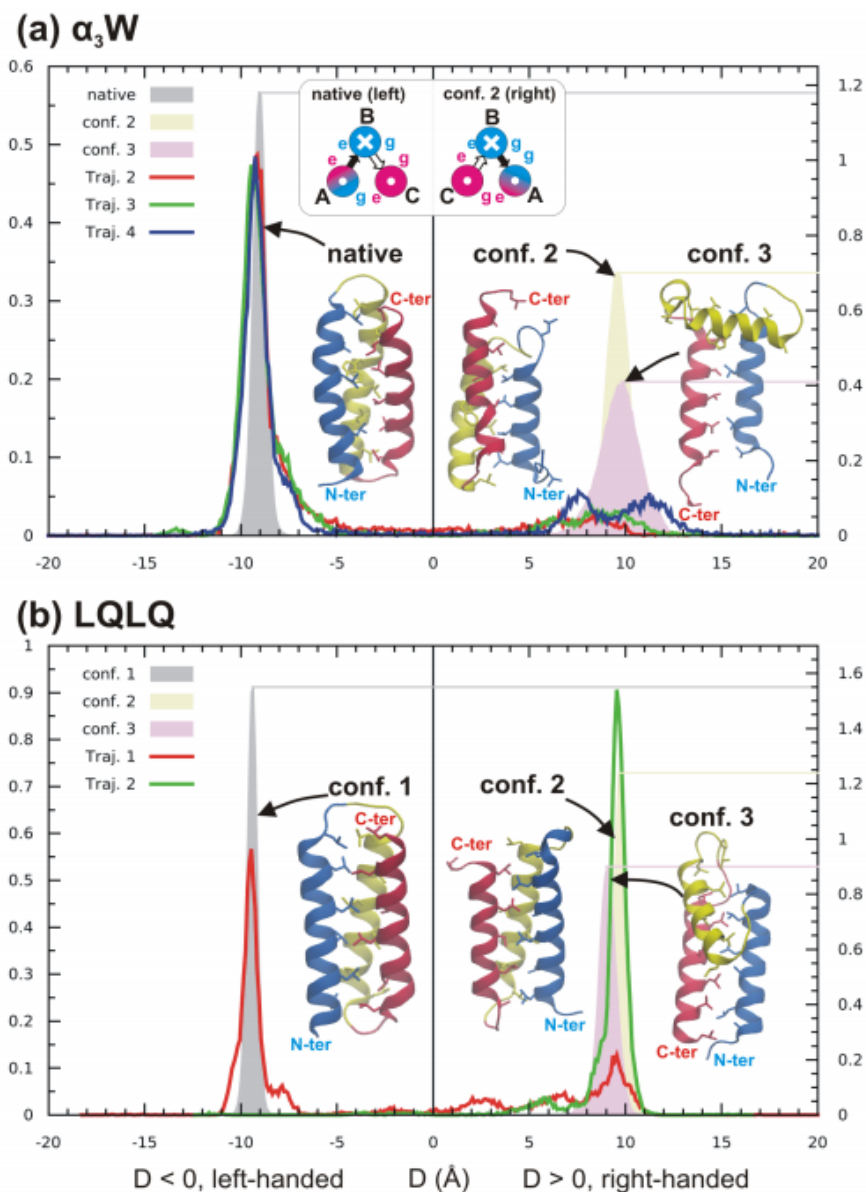 (a) α₃W
0.6
0.5
0.4
0.3
0.2
0.1
0
1.2
1
0.8
0.6
0.4
0.2
0
native
conf. 2
conf. 3
Traj. 2
Traj. 3
Traj. 4
native (left)
B
e g
e g
A g e C
conf. 2 (right)
B
e g
e g
C g e A
native
conf. 2
conf. 3
C-ter
N-ter
C-ter
N-ter
N-ter
C-ter
-20 -15 -10 -5 0 5 10 15 20
(b) LQLQ
1
0.9
0.8
0.7
0.6
0.5
0.4
0.3
0.2
0.1
0
1.6
1.4
1.2
1
0.8
0.6
0.4
0.2
0
conf. 1
conf. 2
conf. 3
Traj. 1
Traj. 2
conf. 1
conf. 2
conf. 3
C-ter
N-ter
C-ter
N-ter
C-ter
N-ter
-20 -15 -10 -5 0 5 10 15 20
D < 0, left-handed D (Å) D > 0, right-handed